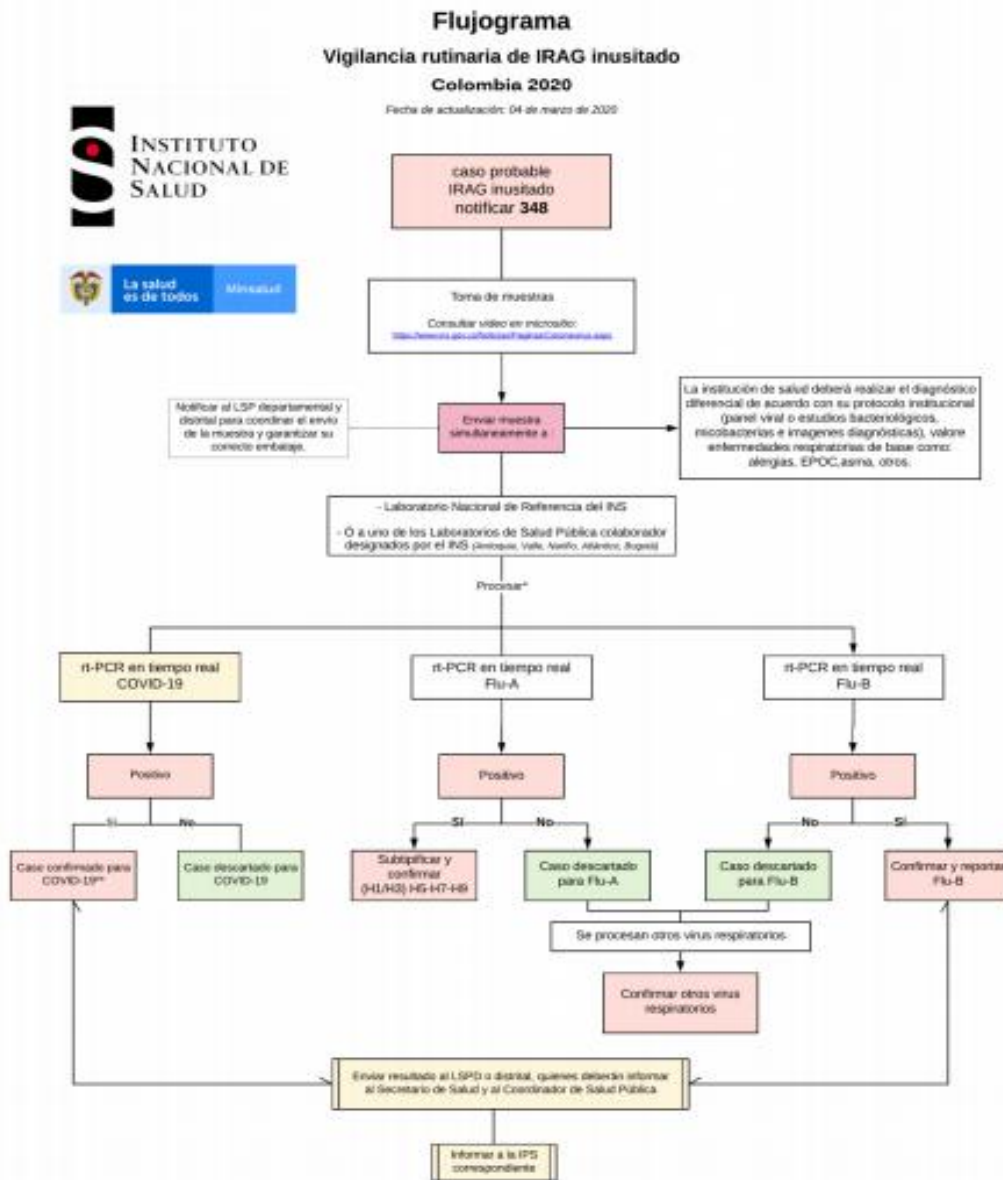 Flujograma
Vigilancia rutinaria de IRAG inusitado
Colombia 2020
Fecha de actualización: 04 de marzo de 2020
INSTITUTO
NACIONAL DE
SALUD
La salud
es de todos
Minsalud
caso probable
IRAG inusitado
notificar 348
Toma de muestras
Consultar video en micrositio:
Notificar al LSP departamental y
distrital para coordinar el envío
de la muestra y garantizar su
correcto embalaje.
Enviar muestra
simultaneamente a :
La institución de salud deberá realizar el diagnóstico
diferencial de acuerdo con su protocolo institucional
(panel viral o estudios bacteriológicos,
micobacterias e imagenes diagnósticas), valore
enfermedades respiratorias de base como:
alergias, EPOC,asma, otros.
- Laboratorio Nacional de Referencia del INS
- Ó a uno de los Laboratorios de Salud Pública colaborador
designados por el INS (Antioquia, Valle, Nariño, Atlántico, Bogotá)
Procesar*
rt-PCR en tiempo real
COVID-19
rt-PCR en tiempo real
Flu-A
rt-PCR en tiempo real
Flu-B
Positivo
Positivo
Positivo
Si
No
Si
No
No
Si
Caso confirmado para
COVID-19**
Caso descartado para
COVID-19
Subtipificar y
confirmar
(H1/H3) H5-H7-H9
Caso descartado
para Flu-A
Caso descartado
para Flu-B
Confirmar y reportar
Flu-B
Se procesan otros virus respiratorios
Confirmar otros virus
respiratorios
Enviar resultado al LSPD o distrital, quienes deberán informar
al Secretario de Salud y al Coordinador de Salud Pública
Informar a la IPS
correspondiente